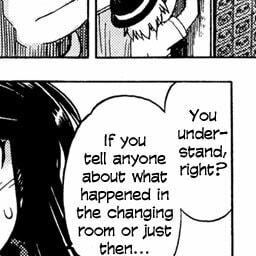 You
under-
stand,
right?
If you
tell anyone
about what
happened in
the changing
room or just
then...